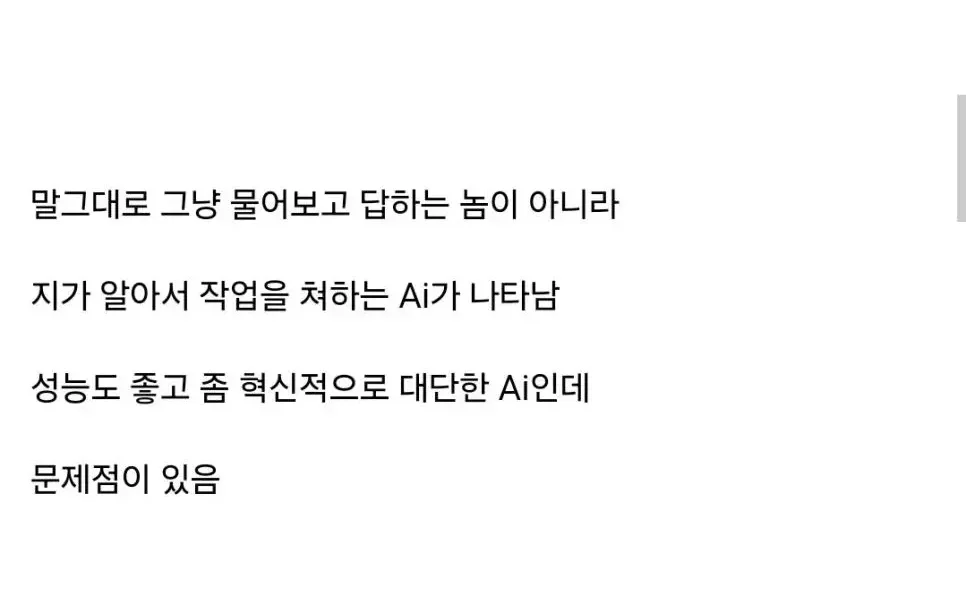 말그대로 그냥 물어보고 답하는 놈이 아니라
지가 알아서 작업을 쳐하는 Ai가 나타남
성능도 좋고 좀 혁신적으로 대단한 Ai인데
문제점이 있음